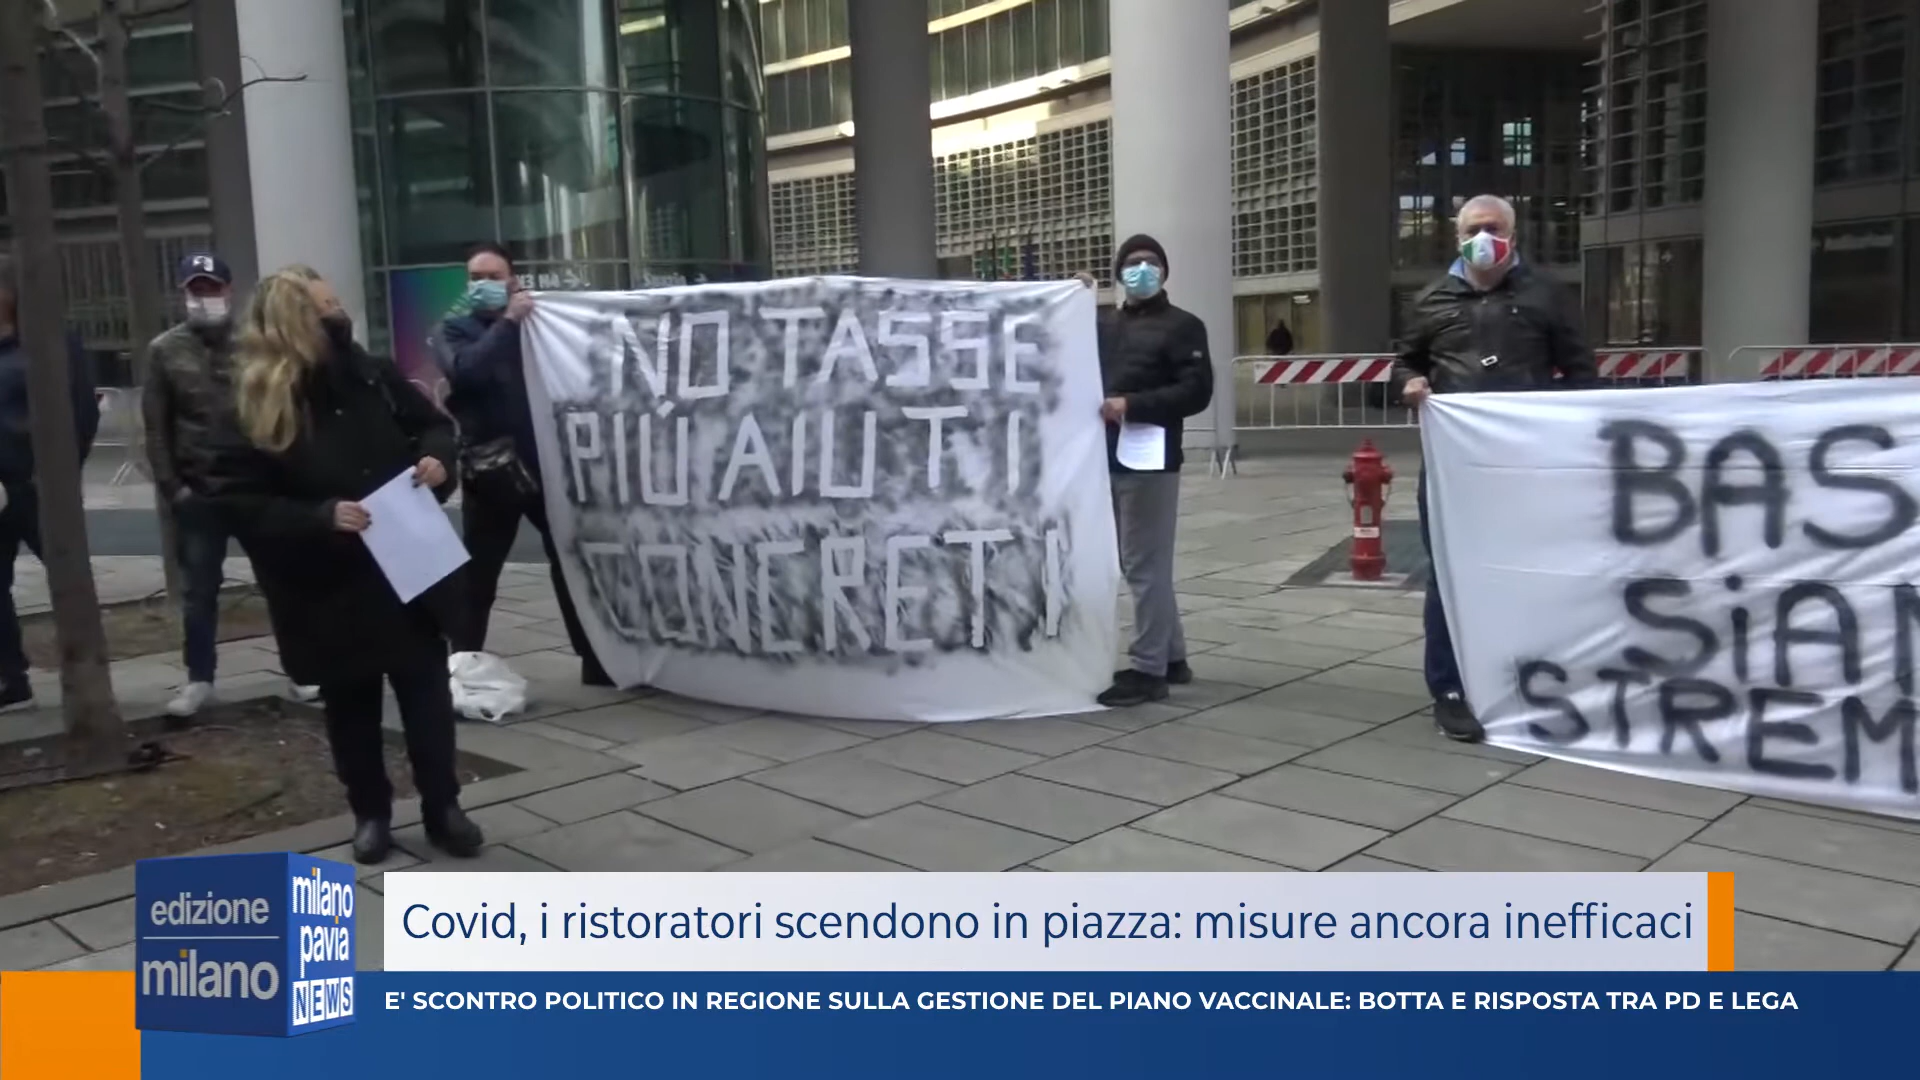 NO TASSE
PIÚ AIUTI
CONCRETI
BAS
SiAM
STREM
edizione
milano
milano
pavia
NEWS
Covid, i ristoratori scendono in piazza: misure ancora inefficaci
E' SCONTRO POLITICO IN REGIONE SULLA GESTIONE DEL PIANO VACCINALE: BOTTA E RISPOSTA TRA PD E LEGA